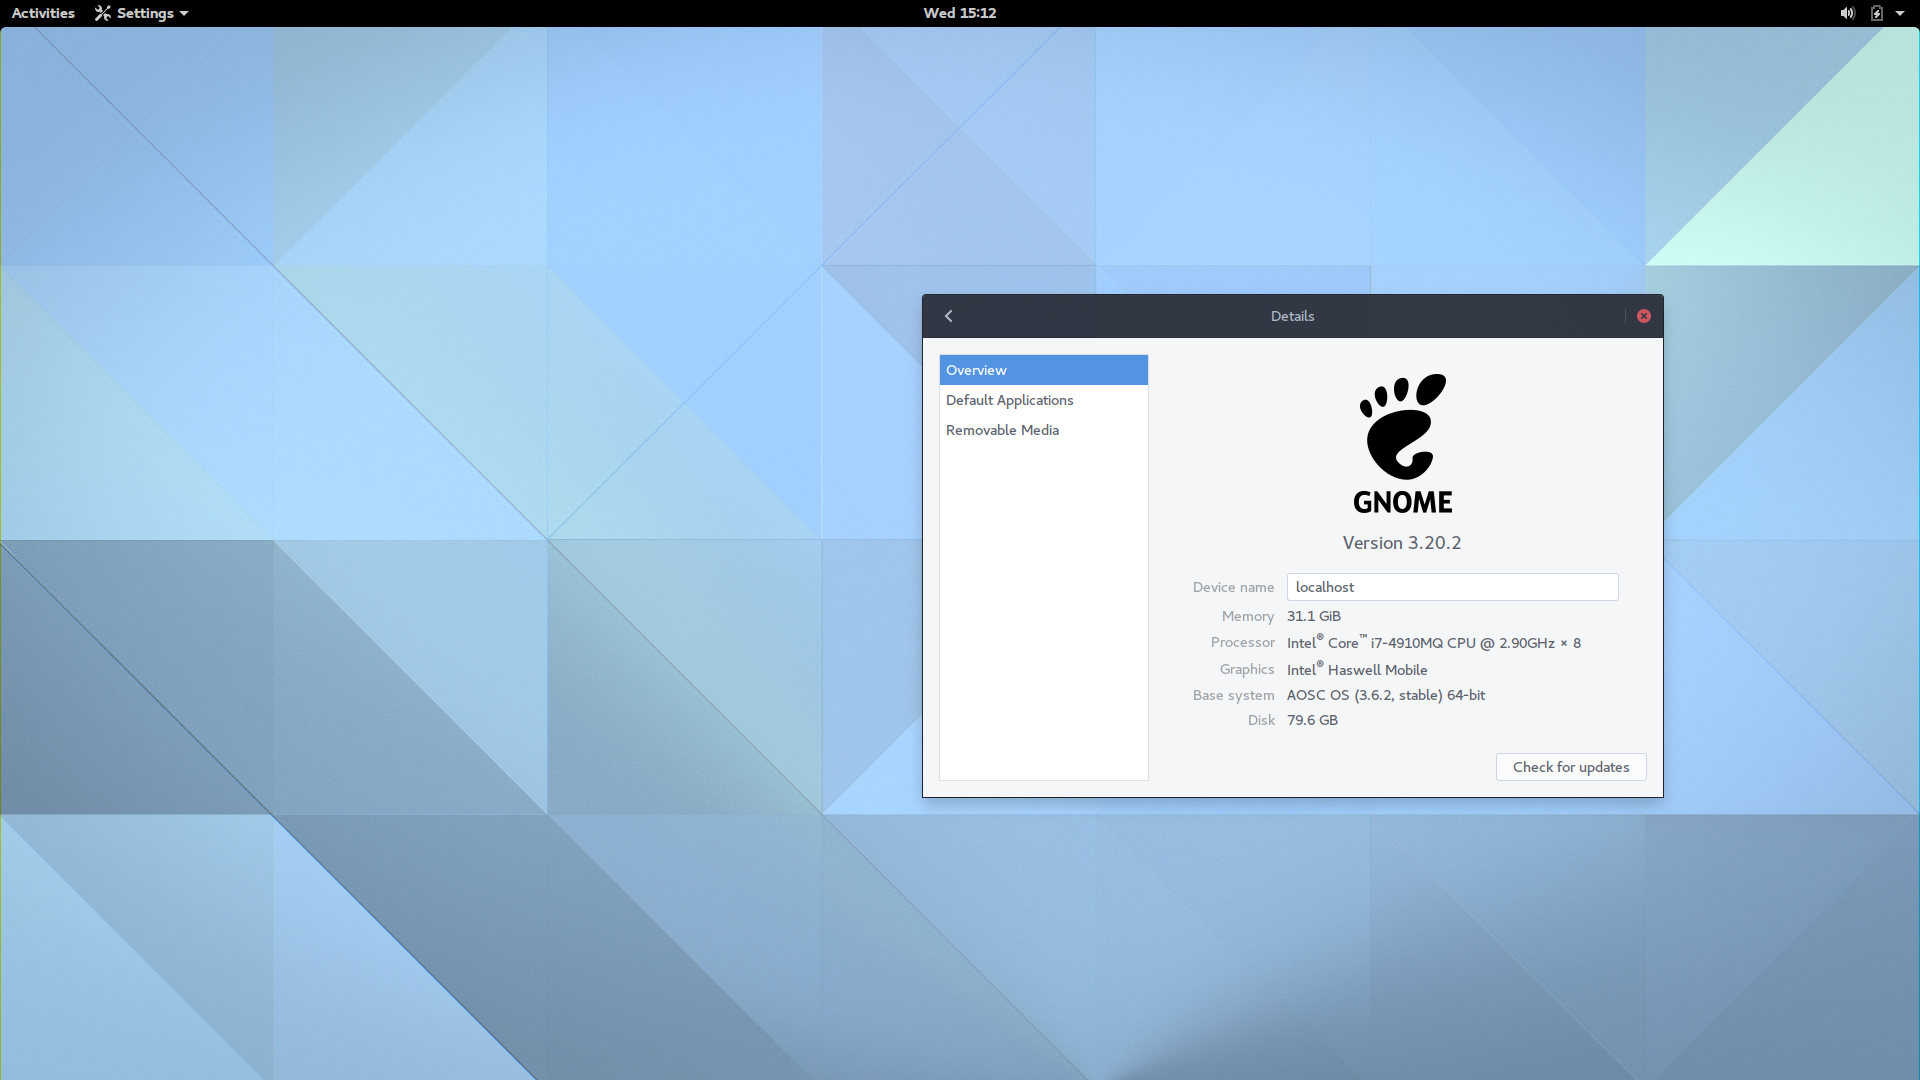 Activities Settings Wed 15:12
Details
Overview
Default Applications
Removable Media
GNOME
Version 3.20.2
Device name localhost
Memory 31.1 GiB
Processor Intel® Core™ i7-4910MQ CPU @ 2.90GHz × 8
Graphics Intel® Haswell Mobile
Base system AOSC OS (3.6.2, stable) 64-bit
Disk 79.6 GB
Check for updates